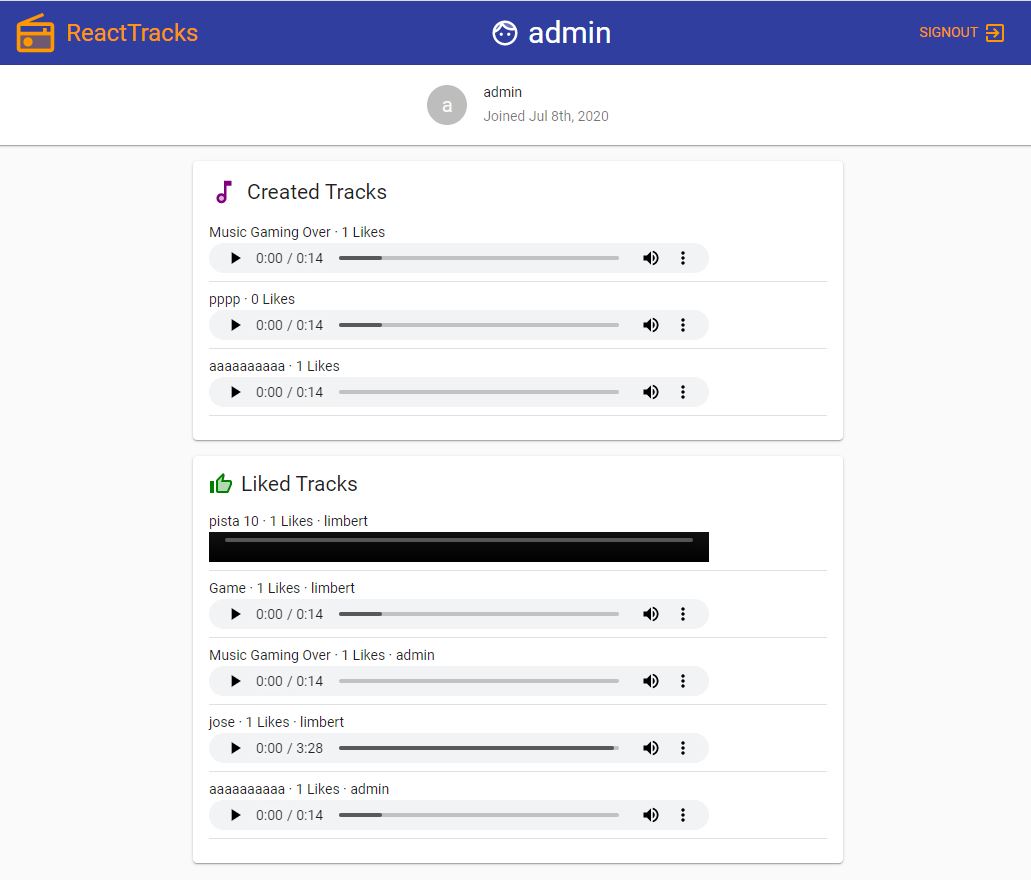 ReactTracks
admin
SIGNOUT
a
admin
Joined Jul 8th, 2020
Created Tracks
Music Gaming Over · 1 Likes
0:00 / 0:14
pppp · 0 Likes
0:00 / 0:14
aaaaaaaaaa · 1 Likes
0:00 / 0:14
Liked Tracks
pista 10 · 1 Likes · limbert
Game · 1 Likes · limbert
0:00 / 0:14
Music Gaming Over · 1 Likes · admin
0:00 / 0:14
jose · 1 Likes · limbert
0:00 / 3:28
aaaaaaaaaa · 1 Likes · admin
0:00 / 0:14